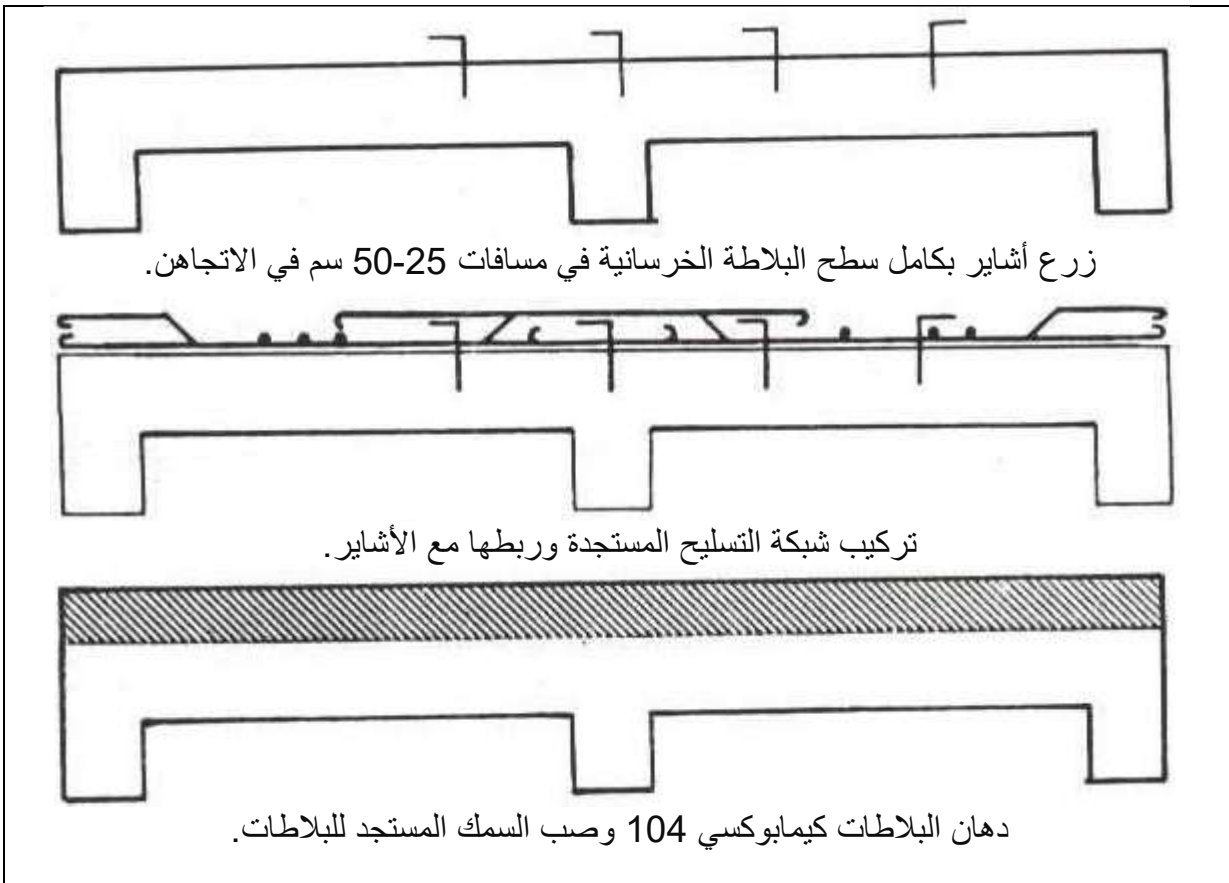 زرع أشاير بكامل سطح البلاطة الخرسانية في مسافات 25-50 سم في الاتجاهن.
تركيب شبكة التسليح المستجدة وربطها مع الأشاير.
دهان البلاطات كيمابوكسي 104 وصب السمك المستجد للبلاطات.